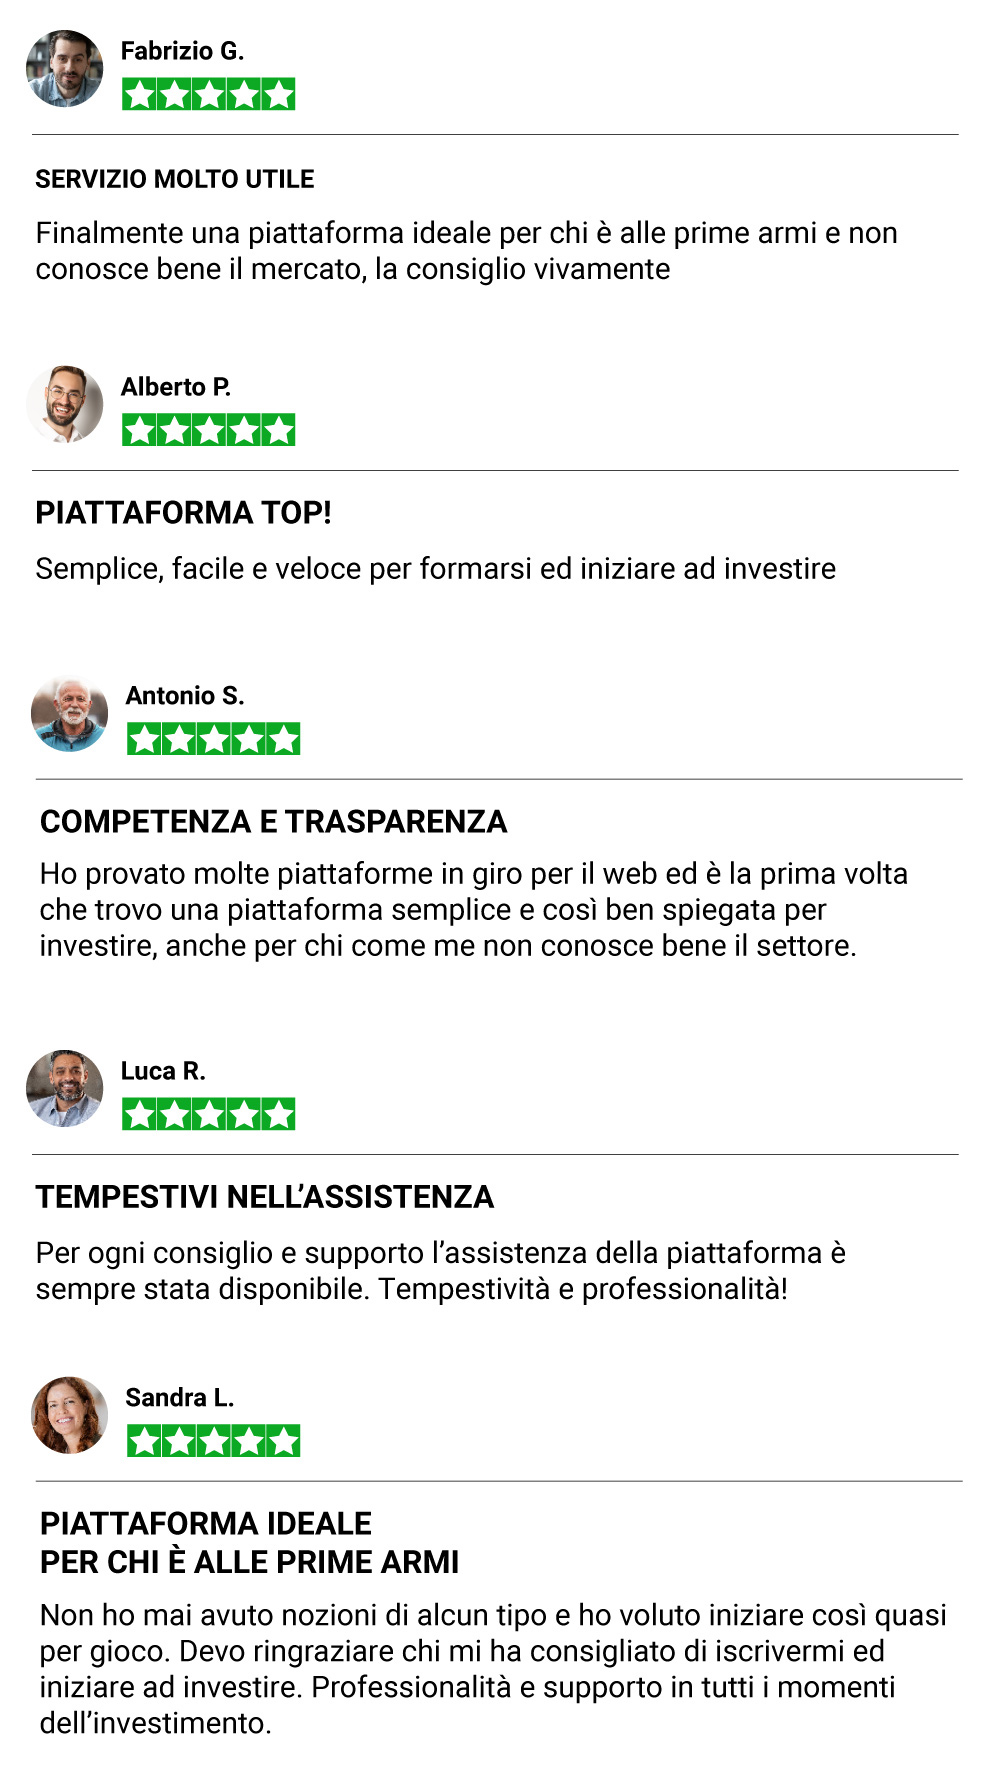 Fabrizio G.
SERVIZIO MOLTO UTILE
Finalmente una piattaforma ideale per chi è alle prime armi e non
conosce bene il mercato, la consiglio vivamente
Alberto P.
PIATTAFORMA TOP!
Semplice, facile e veloce per formarsi ed iniziare ad investire
Antonio S.
COMPETENZA E TRASPARENZA
Ho provato molte piattaforme in giro per il web ed è la prima volta
che trovo una piattaforma semplice e così ben spiegata per
investire, anche per chi come me non conosce bene il settore.
Luca R.
TEMPESTIVI NELL’ASSISTENZA
Per ogni consiglio e supporto l’assistenza della piattaforma è
sempre stata disponibile. Tempestività e professionalità!
Sandra L.
PIATTAFORMA IDEALE
PER CHI È ALLE PRIME ARMI
Non ho mai avuto nozioni di alcun tipo e ho voluto iniziare così quasi
per gioco. Devo ringraziare chi mi ha consigliato di iscrivermi ed
iniziare ad investire. Professionalità e supporto in tutti i momenti
dell’investimento.